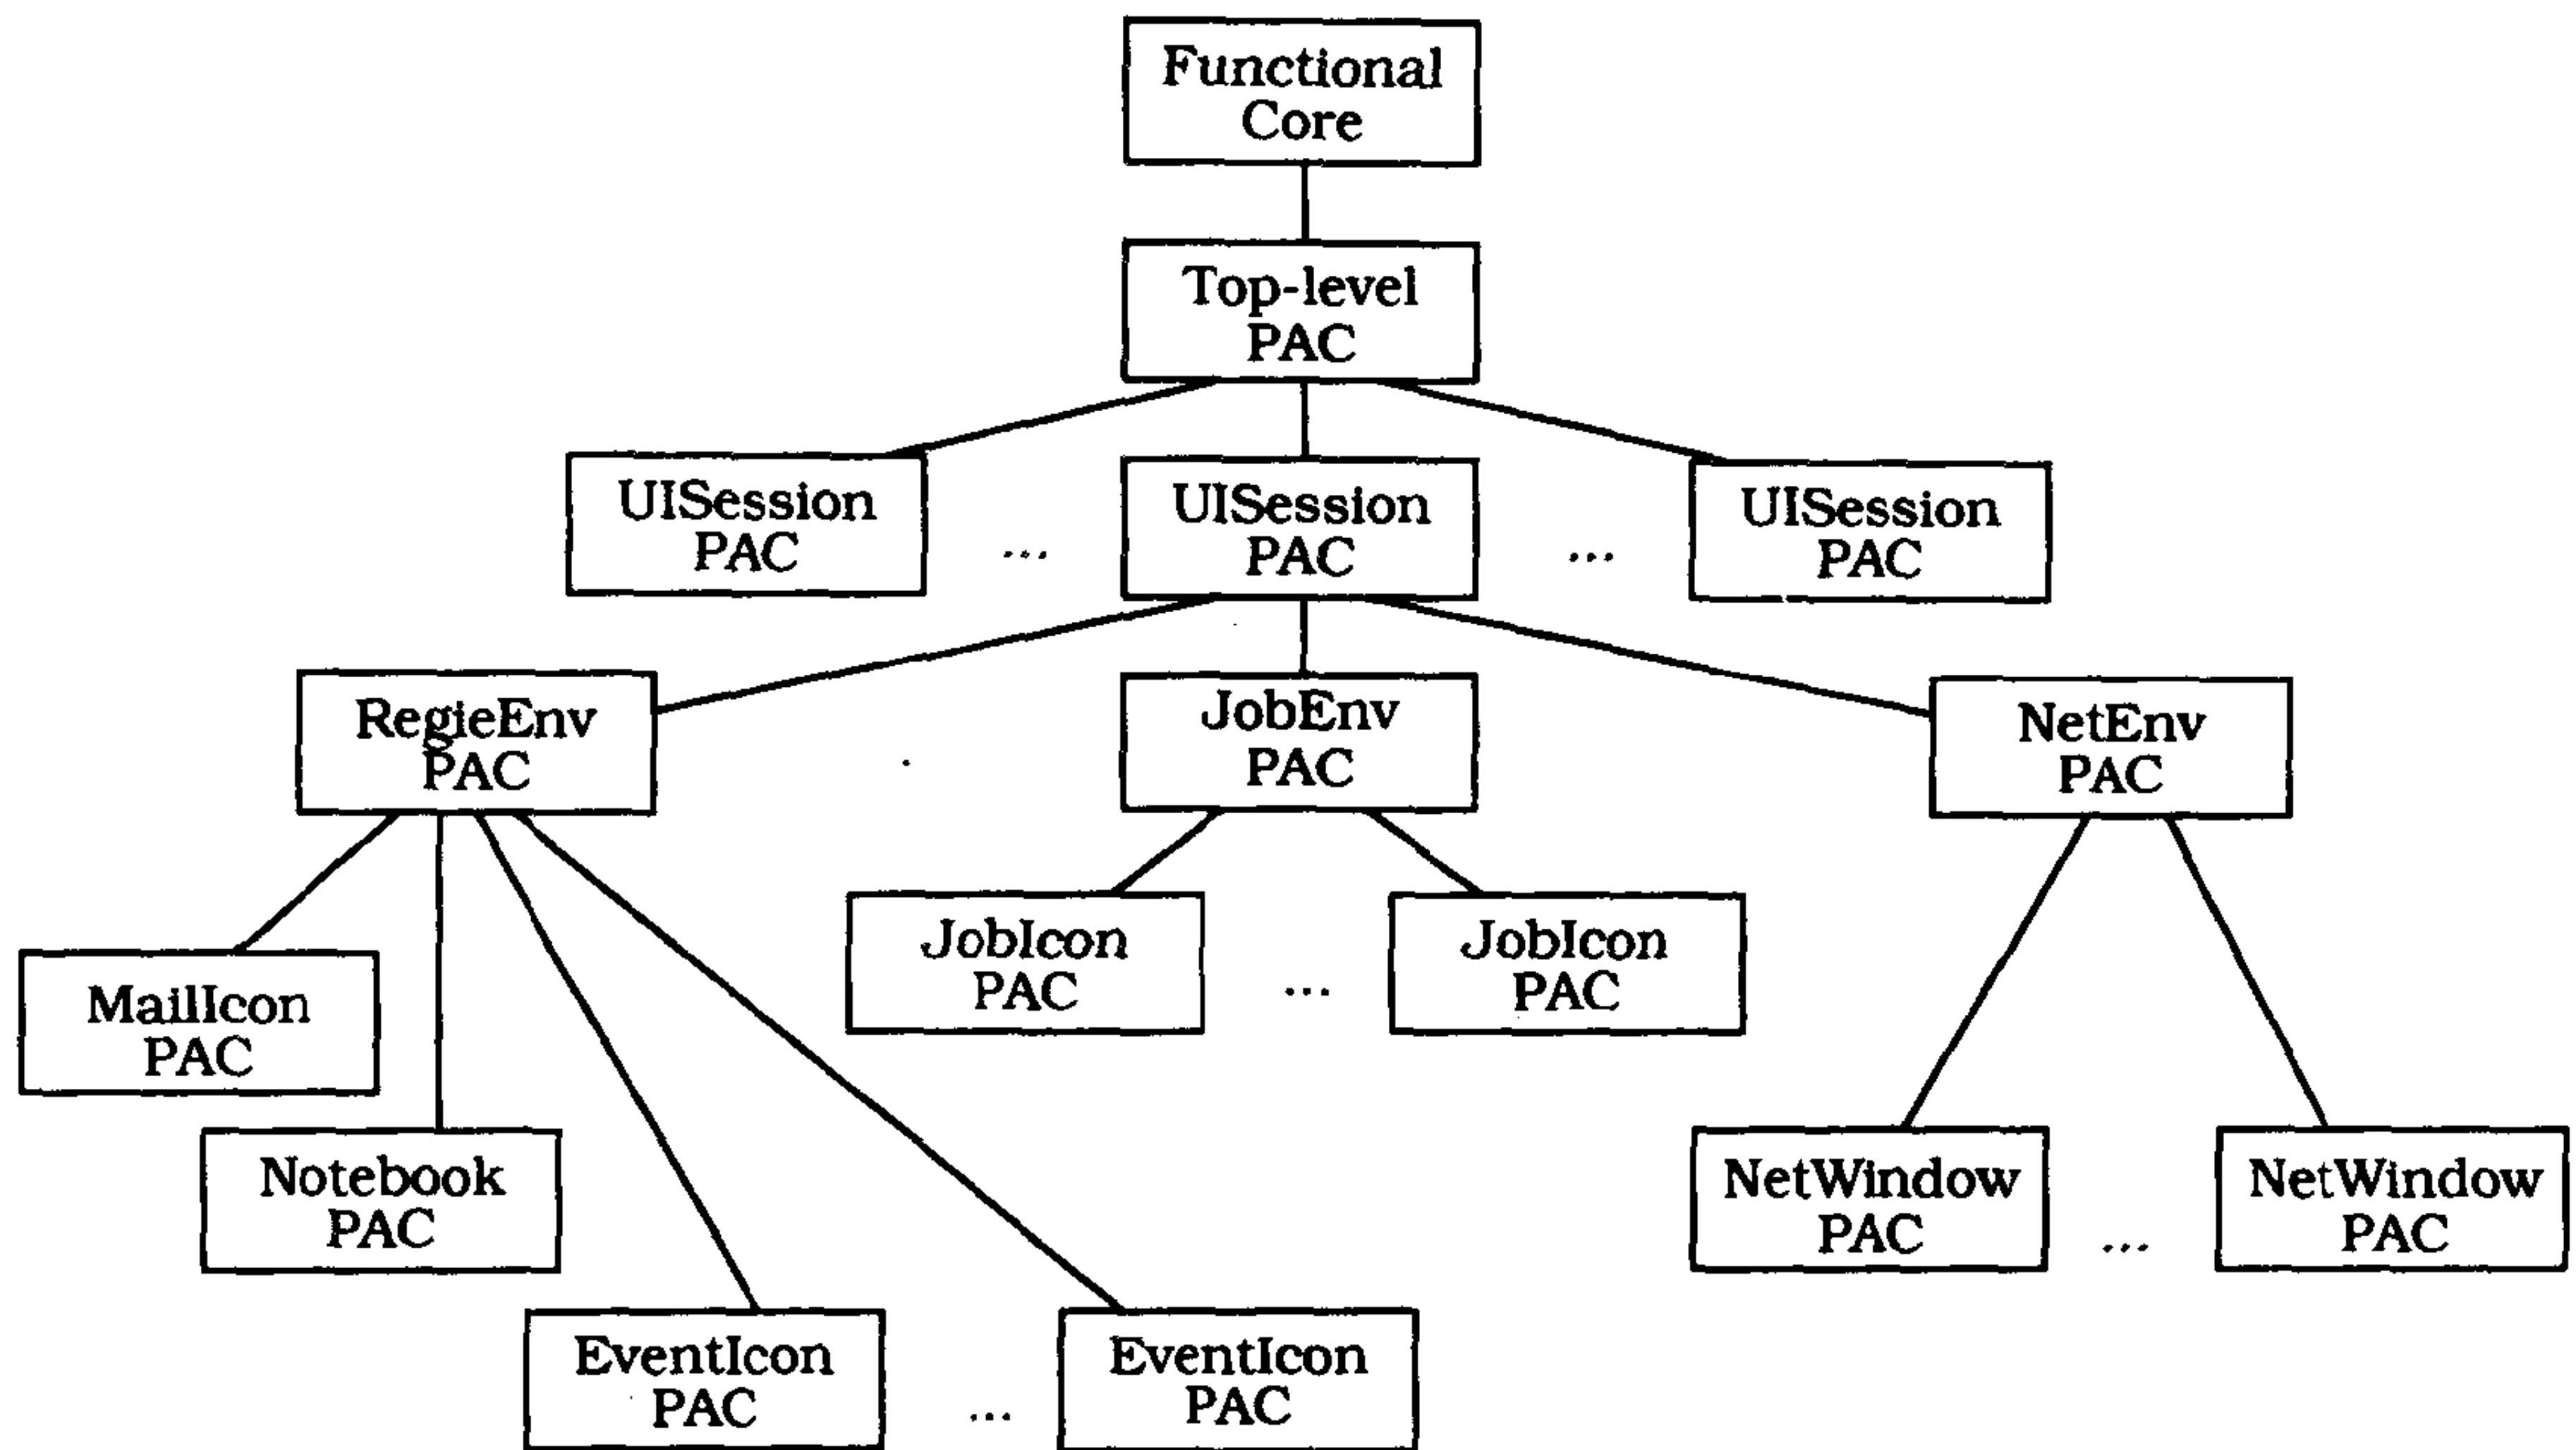 Functional
Core
Top-level
PAC
UISession
PAC
...
UISession
PAC
...
UISession
PAC
RegieEnv
PAC
JobEnv
PAC
NetEnv
PAC
MailIcon
PAC
JobIcon
PAC
...
JobIcon
PAC
Notebook
PAC
NetWindow
PAC
...
NetWindow
PAC
EventIcon
PAC
...
EventIcon
PAC